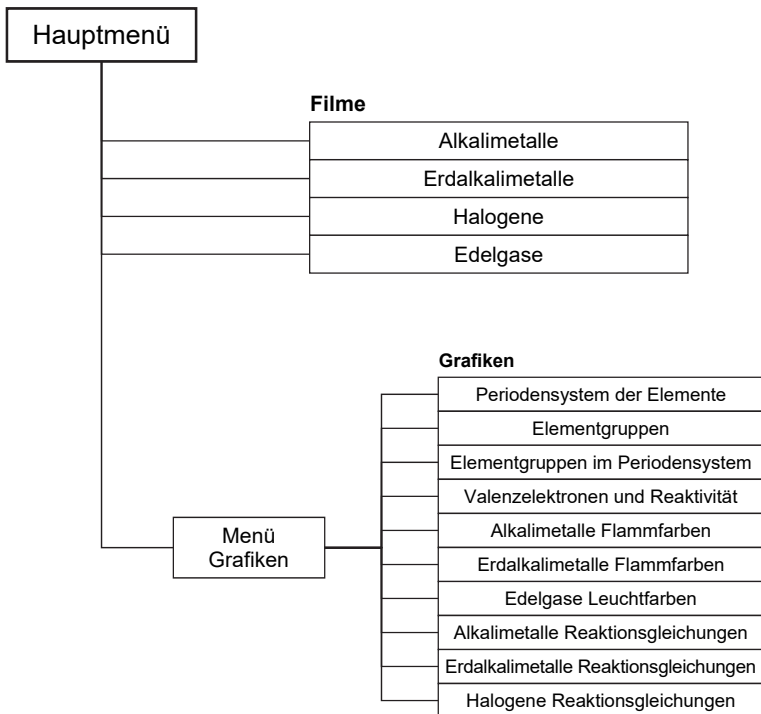 Hauptmenü
Filme
Alkalimetalle
Erdalkalimetalle
Halogene
Edelgase
Grafiken
Periodensystem der Elemente
Elementgruppen
Elementgruppen im Periodensystem
Valenzelektronen und Reaktivität
Menü
Grafiken
Alkalimetalle Flammfarben
Erdalkalimetalle Flammfarben
Edelgase Leuchtfarben
Alkalimetalle Reaktionsgleichungen
Erdalkalimetalle Reaktionsgleichungen
Halogene Reaktionsgleichungen